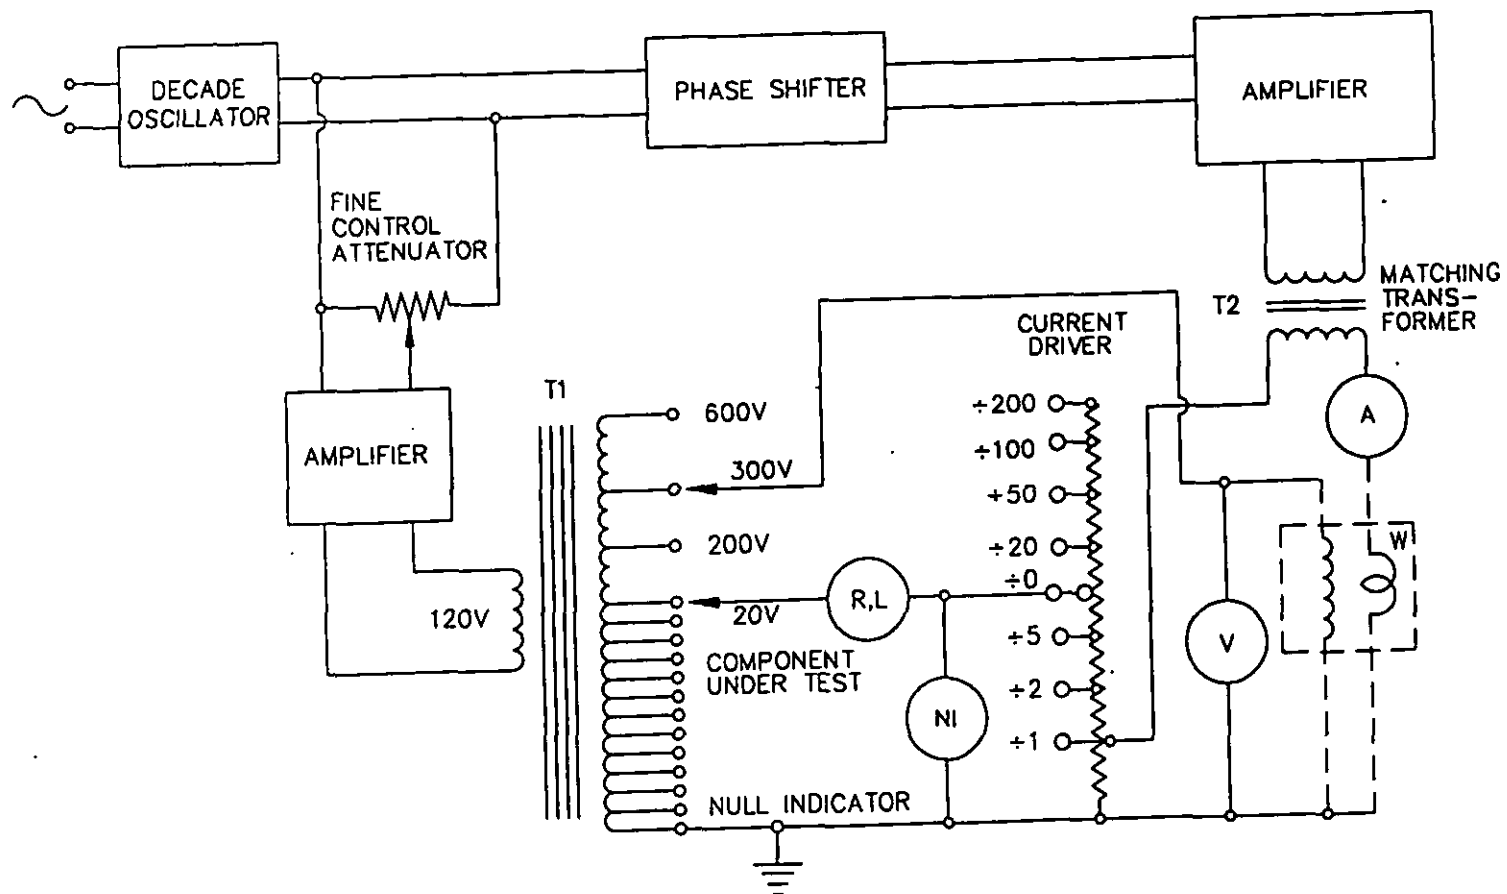 DECADE
OSCILLATOR
PHASE SHIFTER
AMPLIFIER
FINE
CONTROL
ATTENUATOR
T2
MATCHING
TRANS-
FORMER
CURRENT
DRIVER
A
AMPLIFIER
T1
120V
600V
300V
200V
20V
R,L
COMPONENT
UNDER TEST
NI
NULL INDICATOR
÷200
÷100
÷50
÷20
÷0
÷5
÷2
÷1
V
W